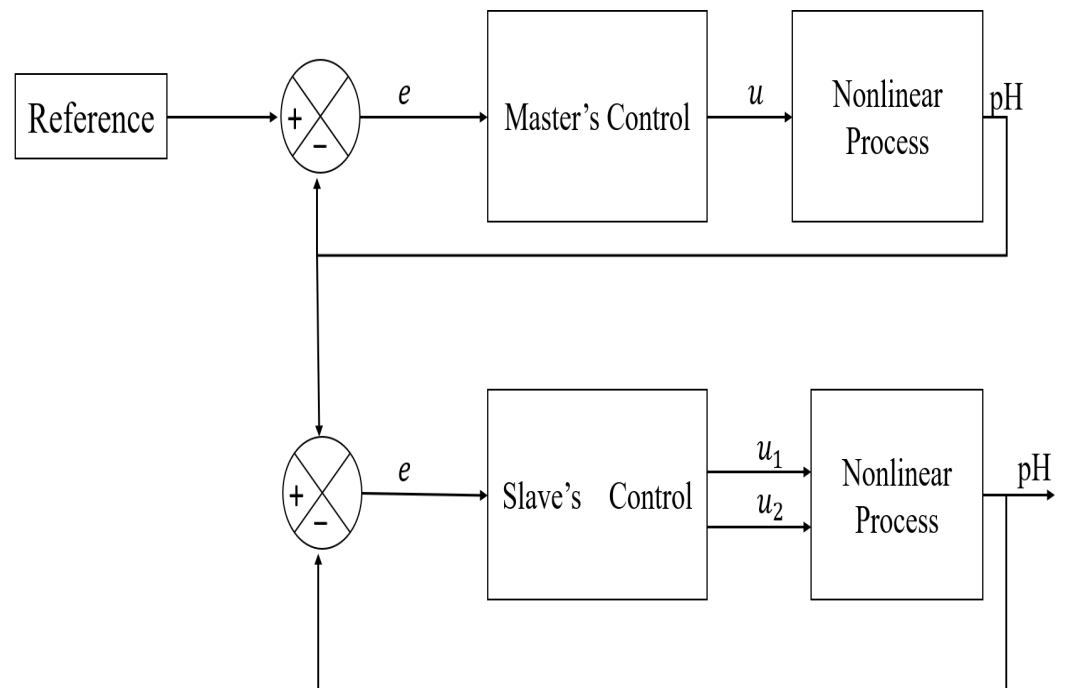 Reference
+
−
e
Master’s Control
u
Nonlinear
Process
pH
+
−
e
Slave’s Control
u₁
u₂
Nonlinear
Process
pH